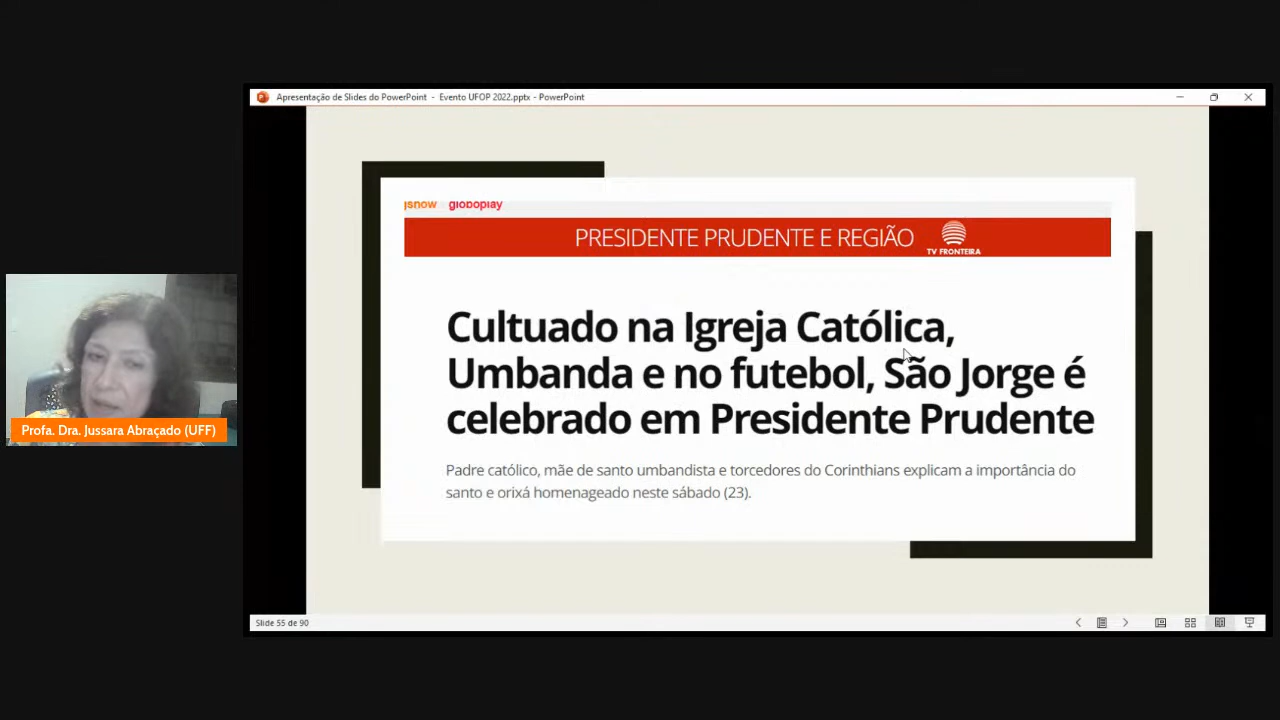 Apresentação de Slides do PowerPoint - Evento UFOP 2022.pptx - PowerPoint
globoplay
PRESIDENTE PRUDENTE E REGIÃO
TV FRONTEIRA
Cultuado na Igreja Católica,
Umbanda e no futebol, São Jorge é
celebrado em Presidente Prudente
Padre católico, mãe de santo umbandista e torcedores do Corinthians explicam a importância do
santo e orixá homenageado neste sábado (23).
Profa. Dra. Jussara Abraçado (UFF)
Slide 55 de 90